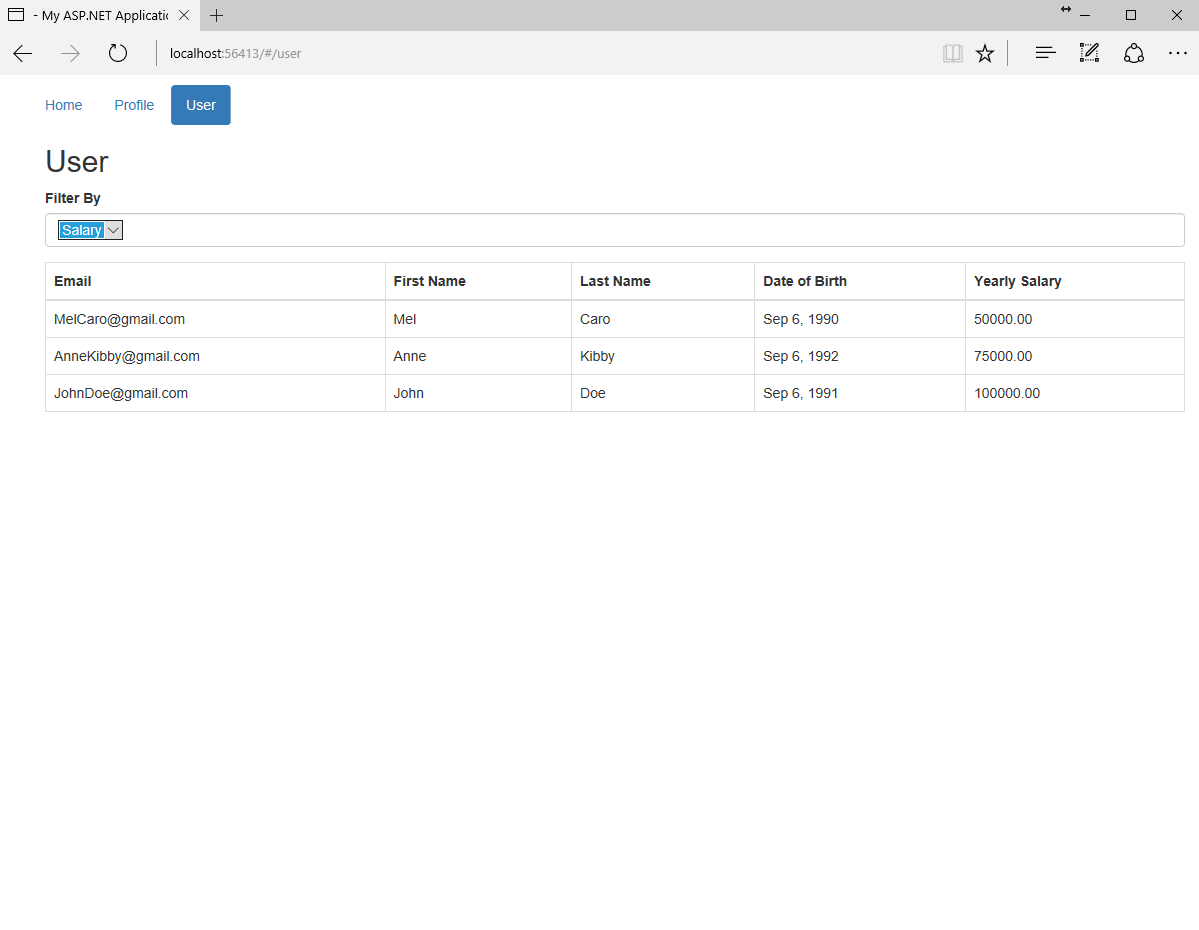 - My ASP.NET Applicatic
localhost:56413/#/user
Home Profile User
User
Filter By
Salary
Email First Name Last Name Date of Birth Yearly Salary
MelCaro@gmail.com Mel Caro Sep 6, 1990 50000.00
AnneKibby@gmail.com Anne Kibby Sep 6, 1992 75000.00
JohnDoe@gmail.com John Doe Sep 6, 1991 100000.00